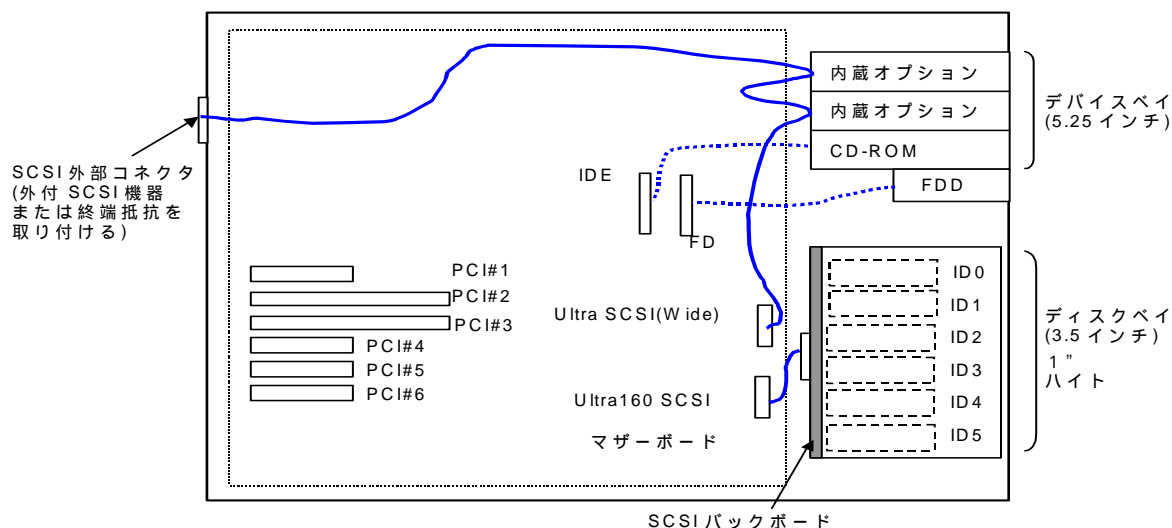 内蔵オプション
内蔵オプション
CD-ROM
FDD
デバイスベイ
(5.25インチ)
SCSI外部コネクタ
(外付SCSI機器
または終端抵抗を
取り付ける)
IDE
FD
PCI#1
PCI#2
PCI#3
PCI#4
PCI#5
PCI#6
Ultra SCSI(Wide)
Ultra160 SCSI
マザーボード
ID0
ID1
ID2
ID3
ID4
ID5
ディスクベイ
(3.5インチ)
1”
ハイト
SCSIバックボード